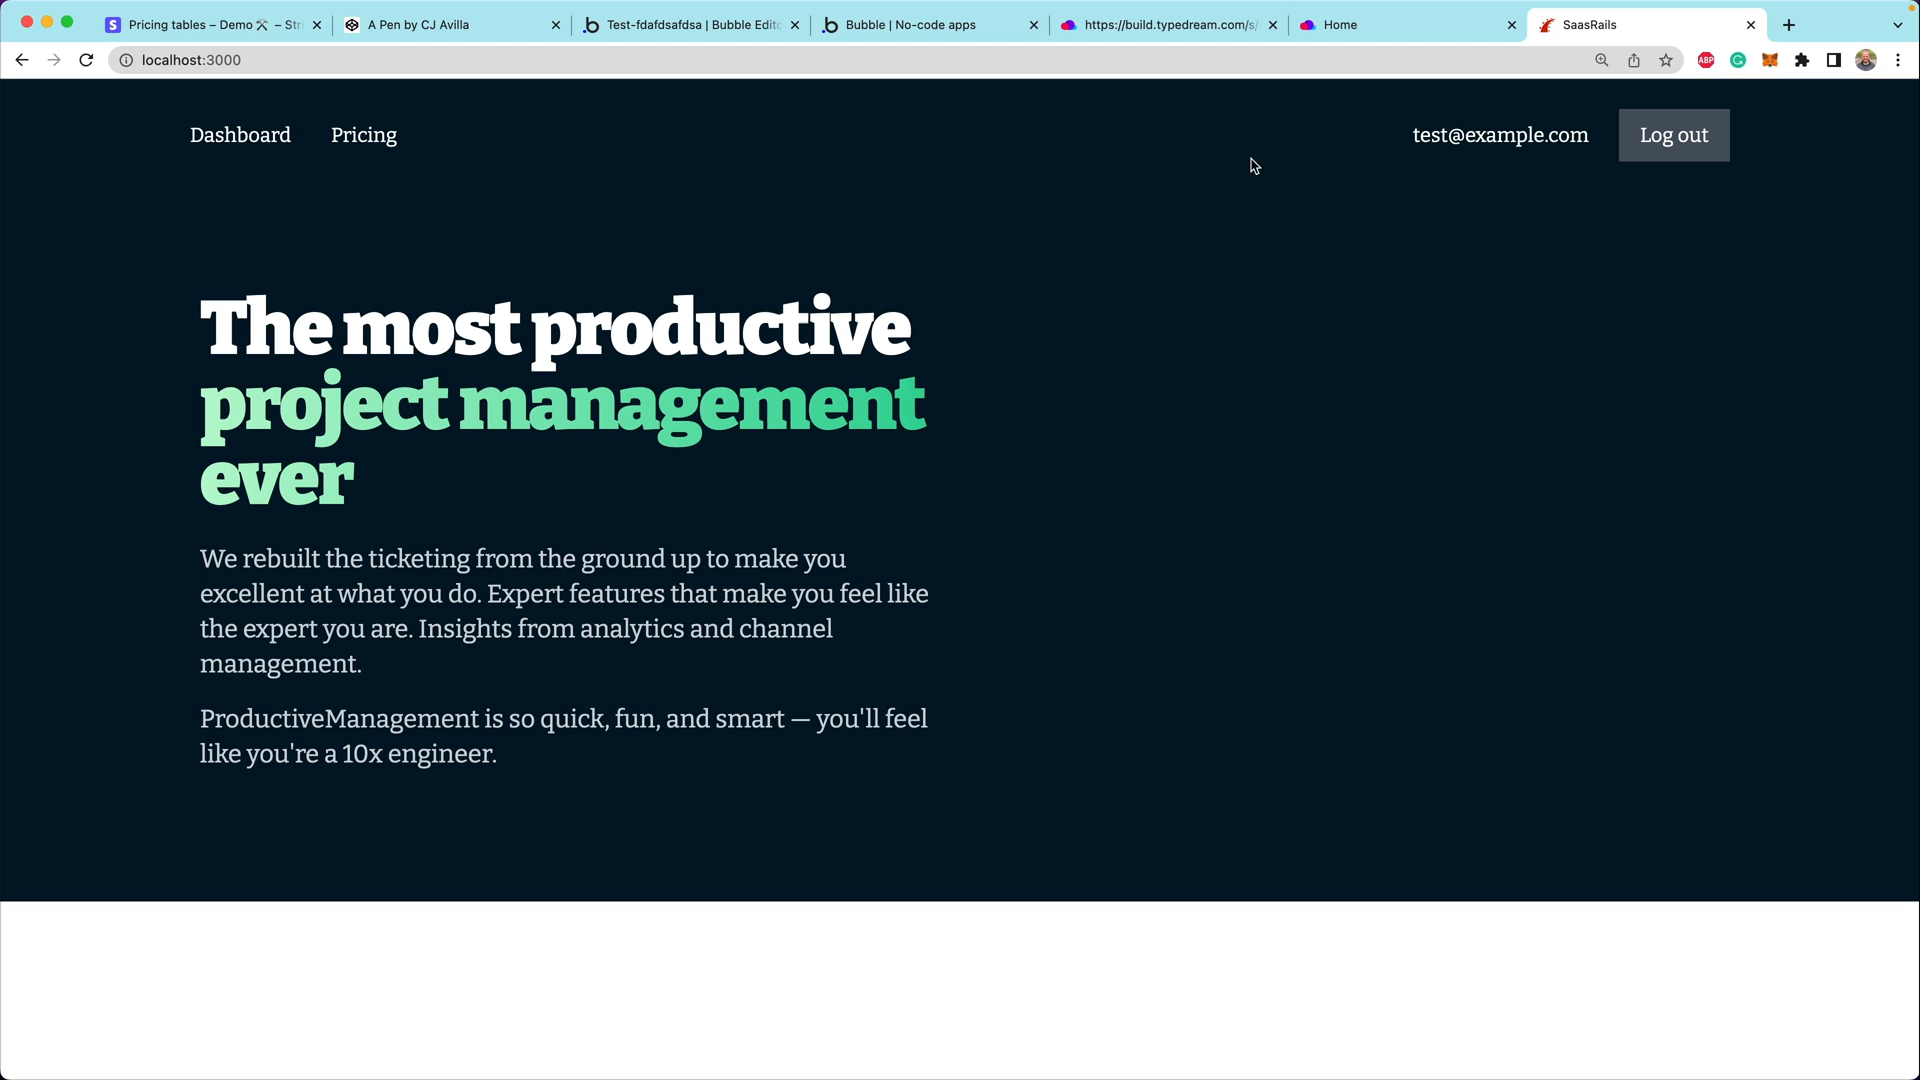 Pricing tables – Demo ⚒ – Str
A Pen by CJ Avilla
Test-fdafdsafdsa | Bubble Edito
Bubble | No-code apps
https://build.typedream.com/s/
Home
SaasRails
localhost:3000
ABP
Dashboard
Pricing
test@example.com
Log out
The most productive
project management
ever
We rebuilt the ticketing from the ground up to make you
excellent at what you do. Expert features that make you feel like
the expert you are. Insights from analytics and channel
management.
ProductiveManagement is so quick, fun, and smart — you'll feel
like you're a 10x engineer.